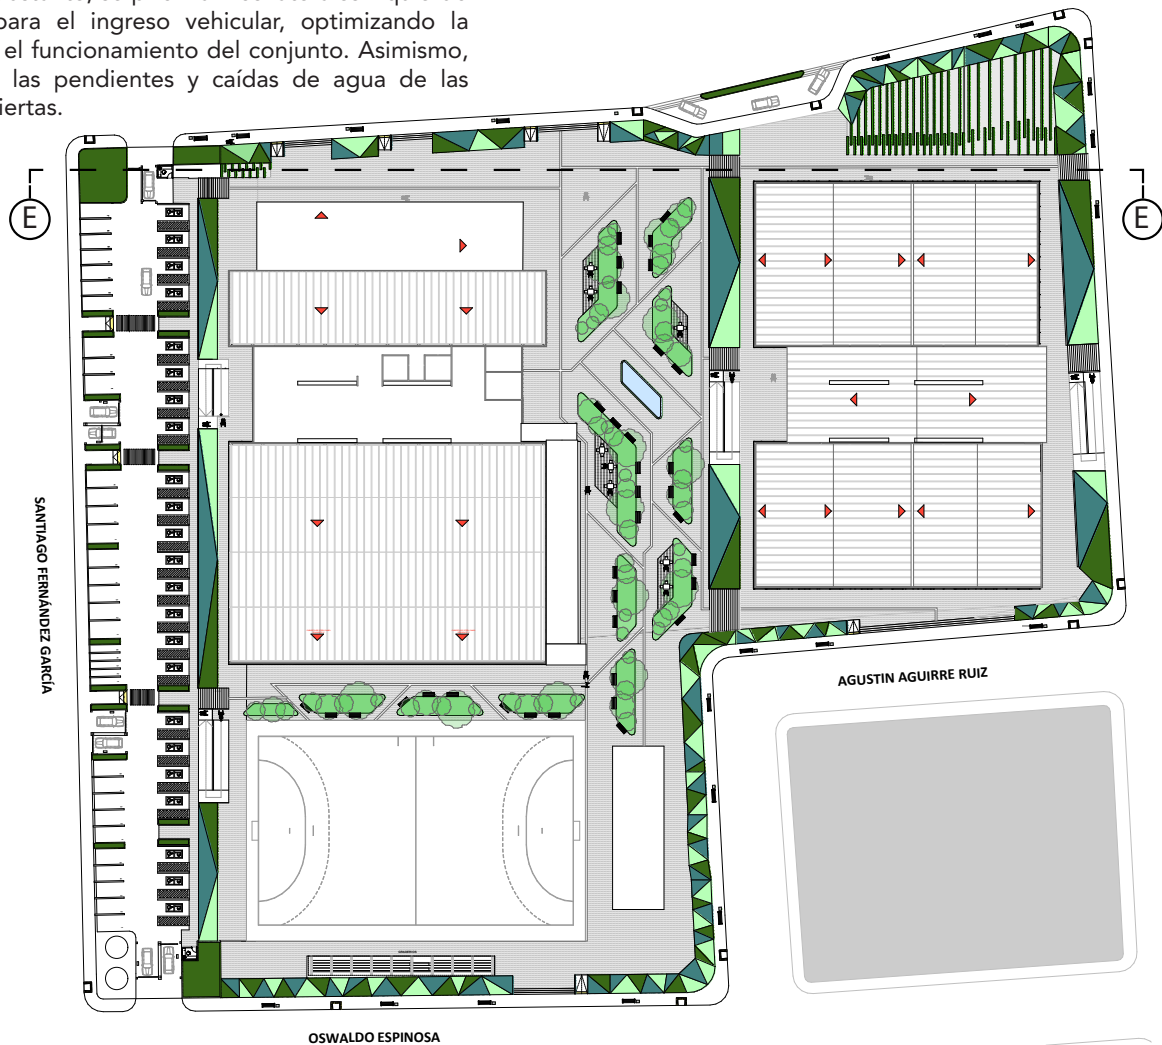 para el ingreso vehicular, optimizando la
el funcionamiento del conjunto. Asimismo,
las pendientes y caídas de agua de las
iertas.
E
E
SANTIAGO FERNÁNDEZ GARCÍA
AGUSTIN AGUIRRE RUIZ
OSWALDO ESPINOSA